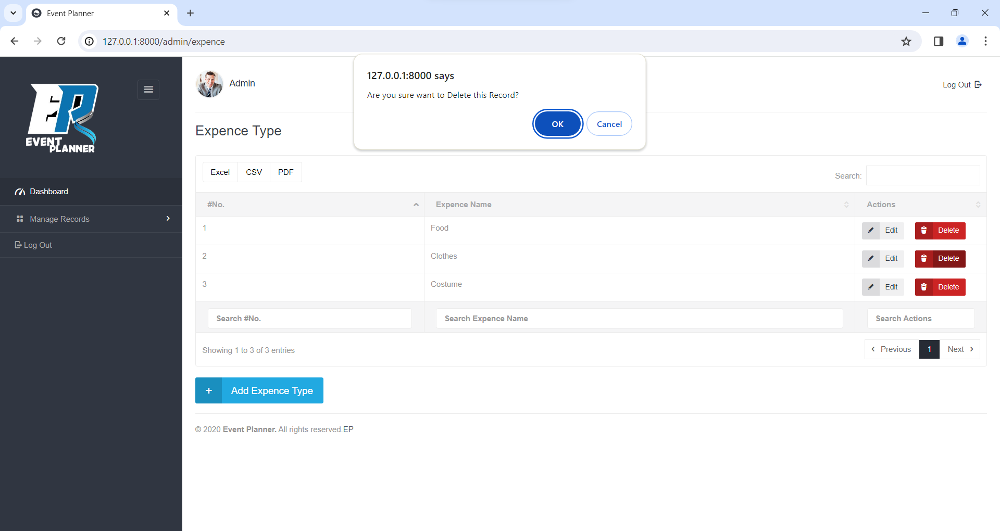 Event Planner
127.0.0.1:8000/admin/expence
127.0.0.1:8000 says
Are you sure want to Delete this Record?
OK
Cancel
EP
EVENT
PLANNER
Admin
Log Out
Dashboard
Manage Records
Log Out
Expence Type
Excel CSV PDF
Search:
#No. Expence Name Actions
1 Food Edit Delete
2 Clothes Edit Delete
3 Costume Edit Delete
Search #No. Search Expence Name Search Actions
Showing 1 to 3 of 3 entries
Previous 1 Next
+ Add Expence Type
© 2020 Event Planner. All rights reserved.EP